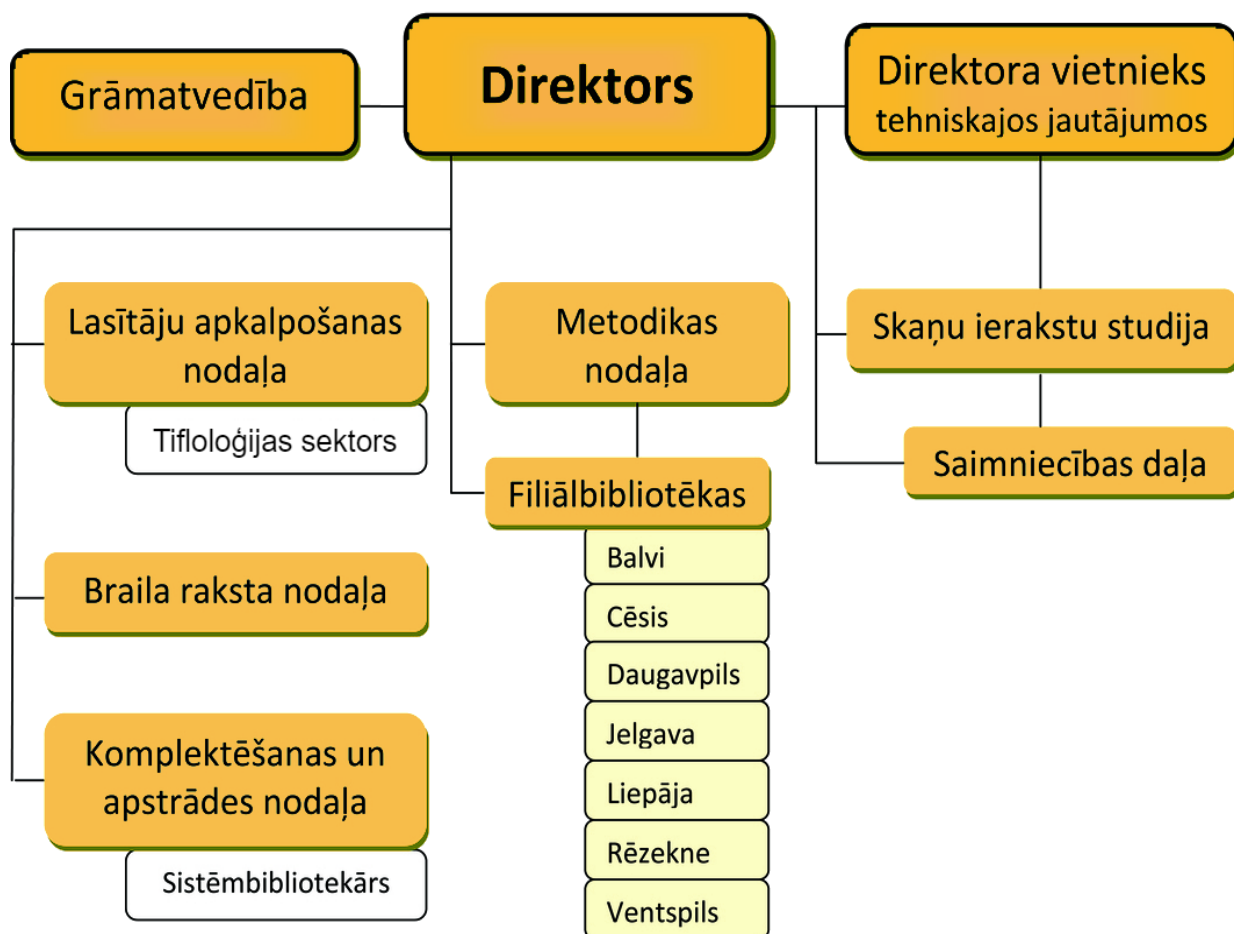 Grāmatvedība
Direktors
Direktora vietnieks
tehniskajos jautājumos
Lasītāju apkalpošanas
nodaļa
Tifloloģijas sektors
Braila raksta nodaļa
Komplektēšanas un
apstrādes nodaļa
Sistēmbibliotekārs
Metodikas
nodaļa
Filiālbibliotēkas
Balvi
Cēsis
Daugavpils
Jelgava
Liepāja
Rēzekne
Ventspils
Skaņu ierakstu studija
Saimniecības daļa